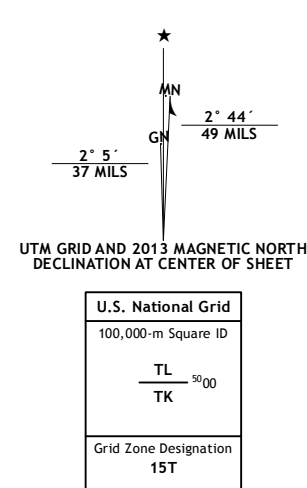 ★
MN
GN
2° 44´
49 MILS
2° 5´
37 MILS
UTM GRID AND 2013 MAGNETIC NORTH
DECLINATION AT CENTER OF SHEET
U.S. National Grid
100,000-m Square ID
TL
5000
TK
Grid Zone Designation
15T